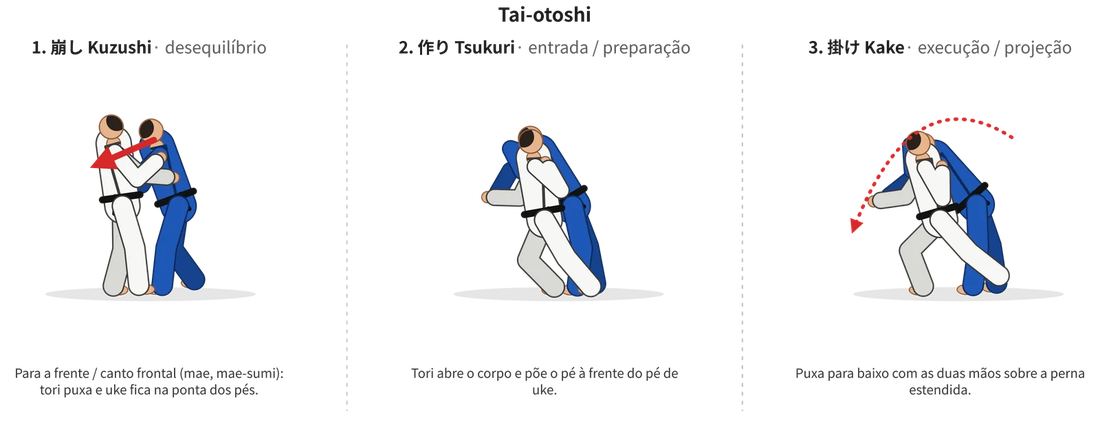 Tai-otoshi
1. 崩し Kuzushi · desequilíbrio
2. 作り Tsukuri · entrada / preparação
3. 掛け Kake · execução / projeção
Para a frente / canto frontal (mae, mae-sumi):
tori puxa e uke fica na ponta dos pés.
Tori abre o corpo e põe o pé à frente do pé de
uke.
Puxa para baixo com as duas mãos sobre a perna
estendida.